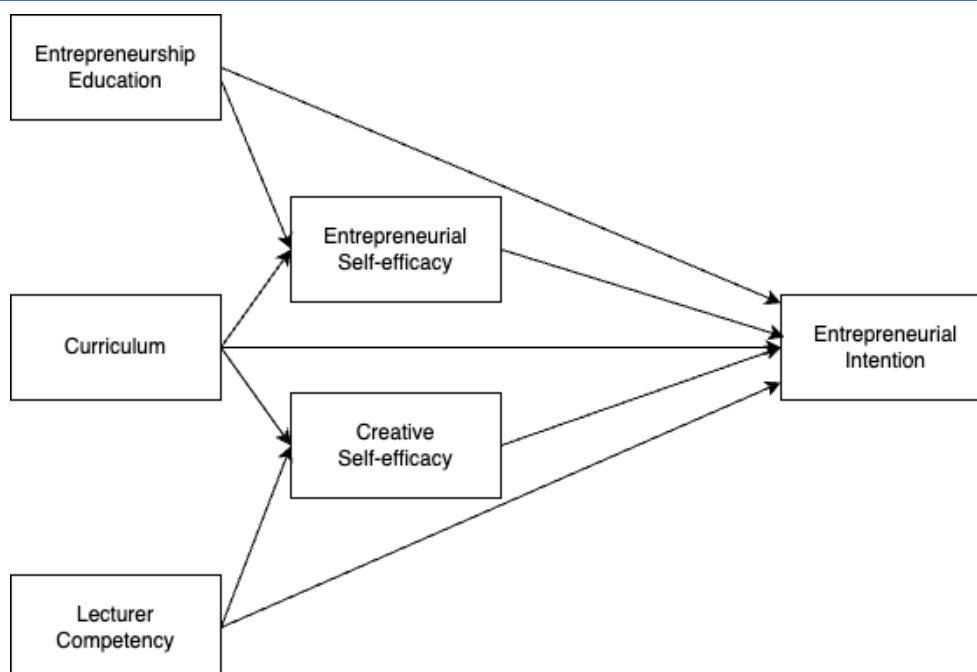 Entrepreneurship
Education
Entrepreneurial
Self-efficacy
Curriculum
Entrepreneurial
Intention
Creative
Self-efficacy
Lecturer
Competency